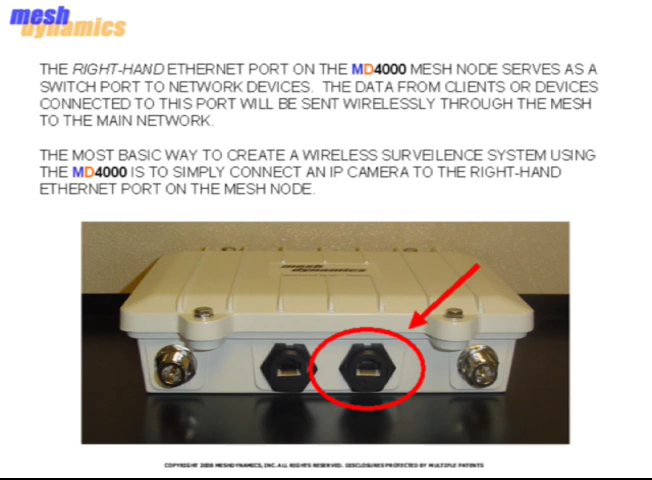 mesh
dynamics
THE RIGHT-HAND ETHERNET PORT ON THE MD4000 MESH NODE SERVES AS A
SWITCH PORT TO NETWORK DEVICES. THE DATA FROM CLIENTS OR DEVICES
CONNECTED TO THIS PORT WILL BE SENT WIRELESSLY THROUGH THE MESH
TO THE MAIN NETWORK.
THE MOST BASIC WAY TO CREATE A WIRELESS SURVEILENCE SYSTEM USING
THE MD4000 IS TO SIMPLY CONNECT AN IP CAMERA TO THE RIGHT-HAND
ETHERNET PORT ON THE MESH NODE.
mesh
dynamics
COPYRIGHT 2008 MESHDYNAMICS, INC. ALL RIGHTS RESERVED. DISCLOSURES PROTECTED BY MULTIPLE PATENTS